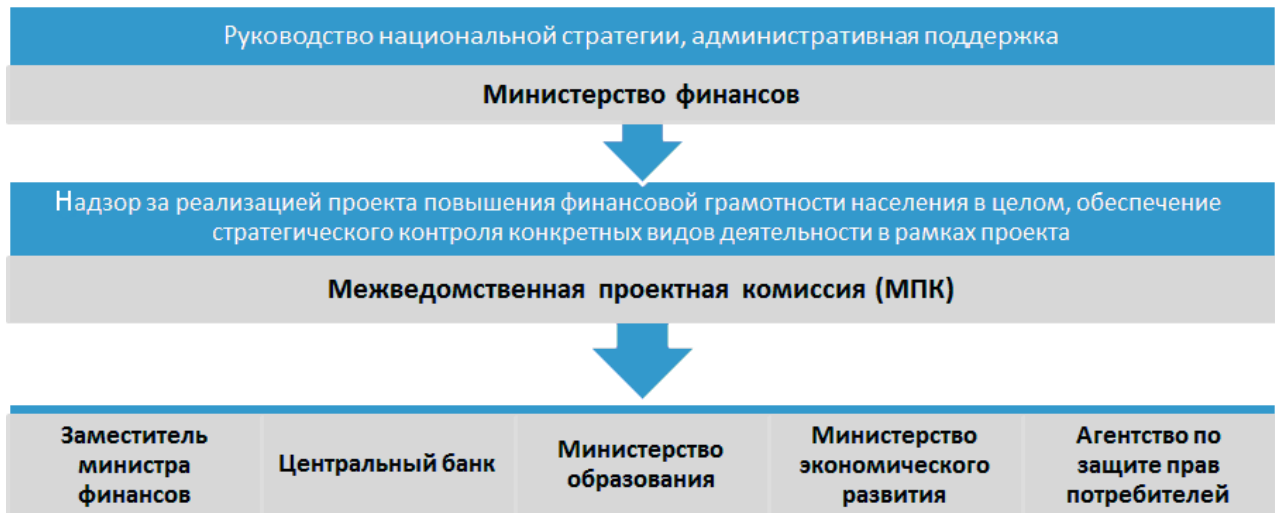 Руководство национальной стратегии, административная поддержка
Министерство финансов
Надзор за реализацией проекта повышения финансовой грамотности населения в целом, обеспечение
стратегического контроля конкретных видов деятельности в рамках проекта
Межведомственная проектная комиссия (МПК)
Заместитель
министра
финансов
Центральный банк
Министерство
образования
Министерство
экономического
развития
Агентство по
защите прав
потребителей